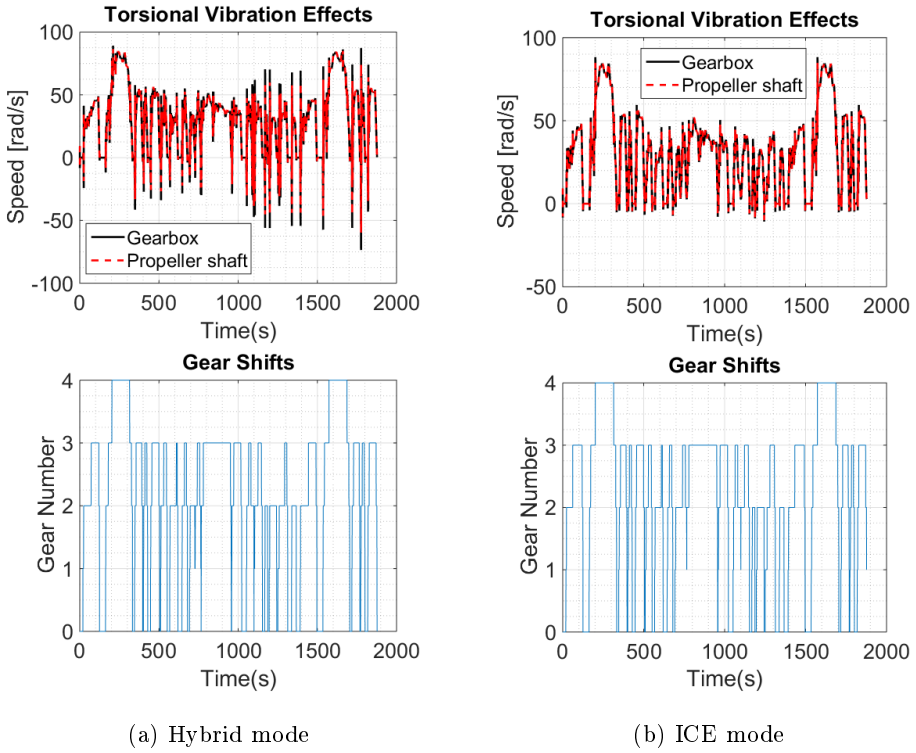 Torsional Vibration Effects
100
50
0
-50
-100
Speed [rad/s]
Gearbox
Propeller shaft
0 500 1000 1500 2000
Time(s)
Gear Shifts
4
3
2
1
0
Gear Number
0 500 1000 1500 2000
Time(s)
(a) Hybrid mode
Torsional Vibration Effects
100
50
0
-50
Speed [rad/s]
Gearbox
Propeller shaft
0 500 1000 1500 2000
Time(s)
Gear Shifts
4
3
2
1
0
Gear Number
0 500 1000 1500 2000
Time(s)
(b) ICE mode